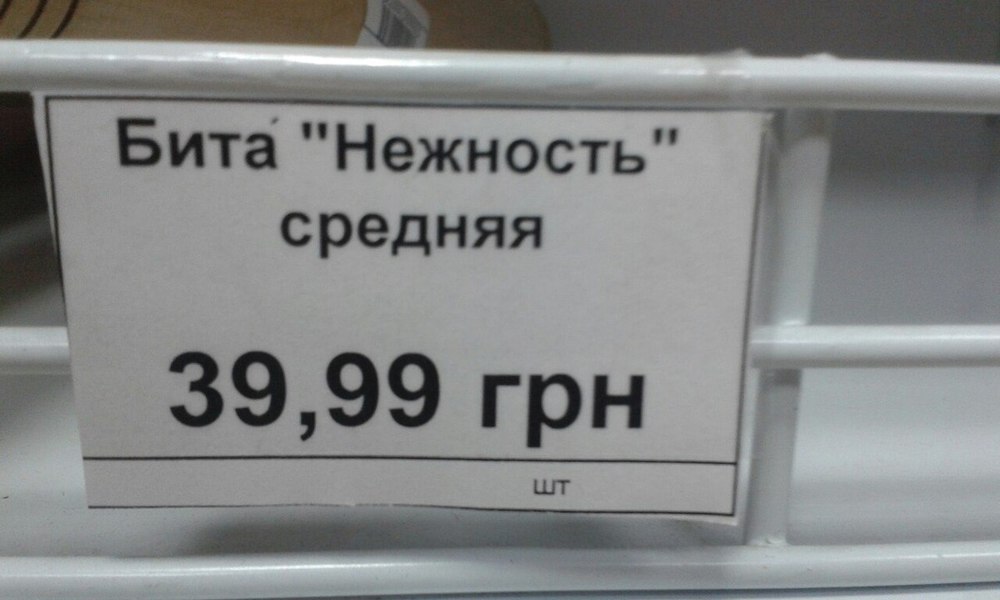 Бита "Нежность"
средняя
39,99 грн
шт